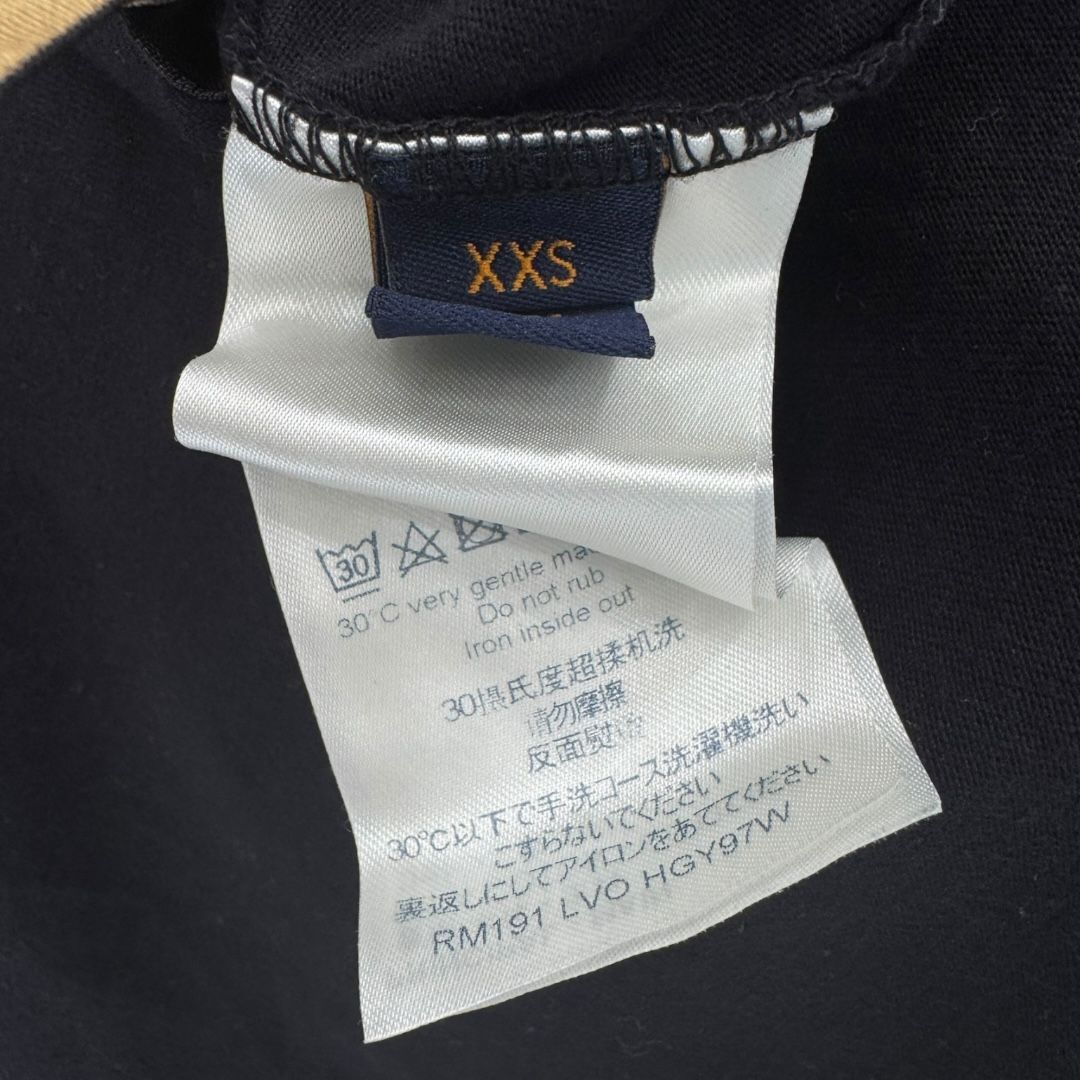 XXS
30
30°C very gentle
Do not rub
Iron inside out
30摄氏度超揉机洗
请勿摩擦
反面熨
30℃以下で手洗コース洗濯機洗い
こすらないでください
裏返しにしてアイロンをあててください
RM191 LVO HGY97W